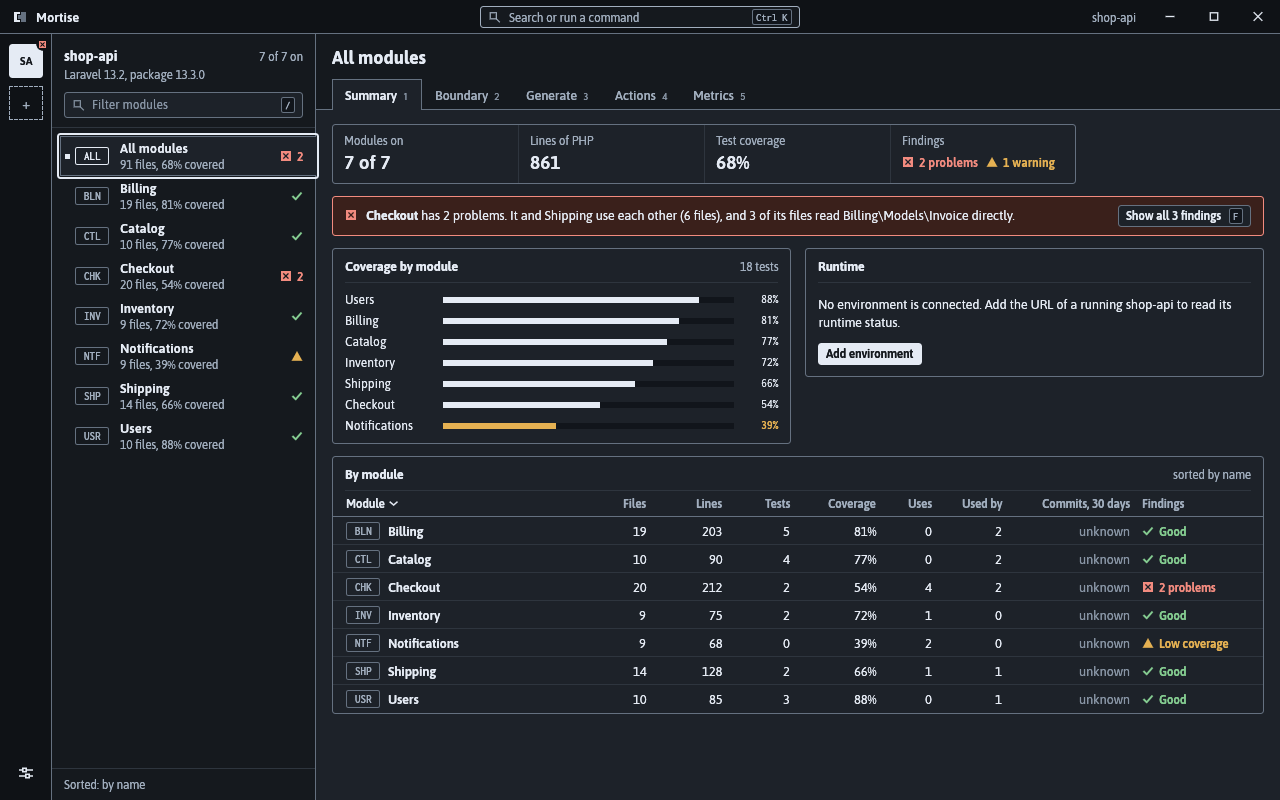 Mortise
Search or run a command
Ctrl K
shop-api
SA
+
shop-api
7 of 7 on
Laravel 13.2, package 13.3.0
Filter modules
/
ALL
All modules
91 files, 68% covered
2
BLN
Billing
19 files, 81% covered
CTL
Catalog
10 files, 77% covered
CHK
Checkout
20 files, 54% covered
2
INV
Inventory
9 files, 72% covered
NTF
Notifications
9 files, 39% covered
SHP
Shipping
14 files, 66% covered
USR
Users
10 files, 88% covered
Sorted: by name
All modules
Summary 1
Boundary 2
Generate 3
Actions 4
Metrics 5
Modules on
7 of 7
Lines of PHP
861
Test coverage
68%
Findings
2 problems
1 warning
Checkout has 2 problems. It and Shipping use each other (6 files), and 3 of its files read Billing\Models\Invoice directly.
Show all 3 findings F
Coverage by module
18 tests
Users 88%
Billing 81%
Catalog 77%
Inventory 72%
Shipping 66%
Checkout 54%
Notifications 39%
Runtime
No environment is connected. Add the URL of a running shop-api to read its
runtime status.
Add environment
By module
sorted by name
Module Files Lines Tests Coverage Uses Used by Commits, 30 days Findings
BLN Billing 19 203 5 81% 0 2 unknown Good
CTL Catalog 10 90 4 77% 0 2 unknown Good
CHK Checkout 20 212 2 54% 4 2 unknown 2 problems
INV Inventory 9 75 2 72% 1 0 unknown Good
NTF Notifications 9 68 0 39% 2 0 unknown Low coverage
SHP Shipping 14 128 2 66% 1 1 unknown Good
USR Users 10 85 3 88% 0 1 unknown Good